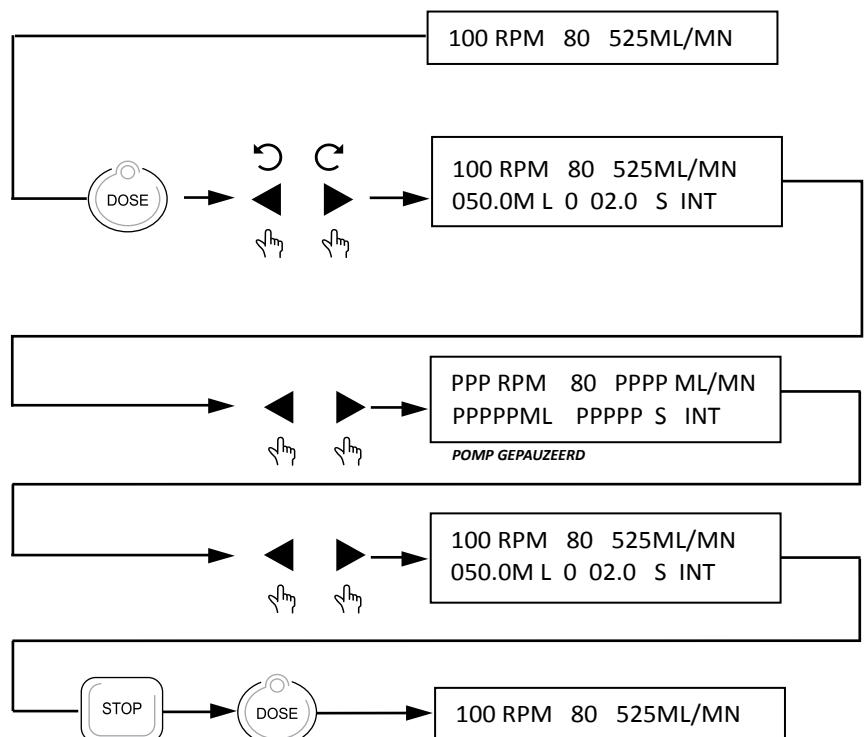 100 RPM 80 525ML/MN
DOSE
100 RPM 80 525ML/MN
050.0M L 0 02.0 S INT
PPP RPM 80 PPPP ML/MN
PPPPPML PPPPP S INT
POMP GEPAUZEERD
100 RPM 80 525ML/MN
050.0M L 0 02.0 S INT
STOP
DOSE
100 RPM 80 525ML/MN